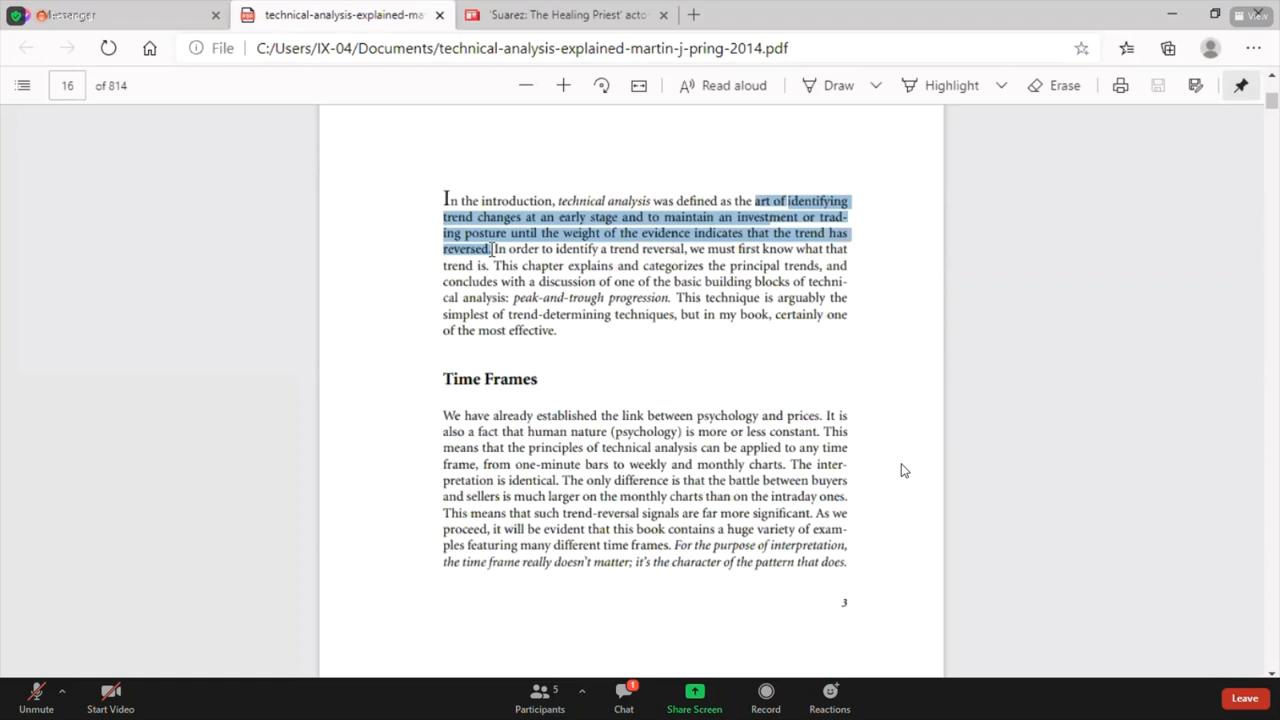 Messenger
technical-analysis-explained-ma
'Suarez: The Healing Priest' acto
View
File
C:/Users/IX-04/Documents/technical-analysis-explained-martin-j-pring-2014.pdf
16 of 814
Read aloud
Draw
Highlight
Erase
In the introduction, technical analysis was defined as the art of identifying
trend changes at an early stage and to maintain an investment or trad-
ing posture until the weight of the evidence indicates that the trend has
reversed. In order to identify a trend reversal, we must first know what that
trend is. This chapter explains and categorizes the principal trends, and
concludes with a discussion of one of the basic building blocks of techni-
cal analysis: peak-and-trough progression. This technique is arguably the
simplest of trend-determining techniques, but in my book, certainly one
of the most effective.
Time Frames
We have already established the link between psychology and prices. It is
also a fact that human nature (psychology) is more or less constant. This
means that the principles of technical analysis can be applied to any time
frame, from one-minute bars to weekly and monthly charts. The inter-
pretation is identical. The only difference is that the battle between buyers
and sellers is much larger on the monthly charts than on the intraday ones.
This means that such trend-reversal signals are far more significant. As we
proceed, it will be evident that this book contains a huge variety of exam-
ples featuring many different time frames. For the purpose of interpretation,
the time frame really doesn't matter; it's the character of the pattern that does.
3
Unmute
Start Video
5
Participants
1
Chat
Share Screen
Record
Reactions
Leave